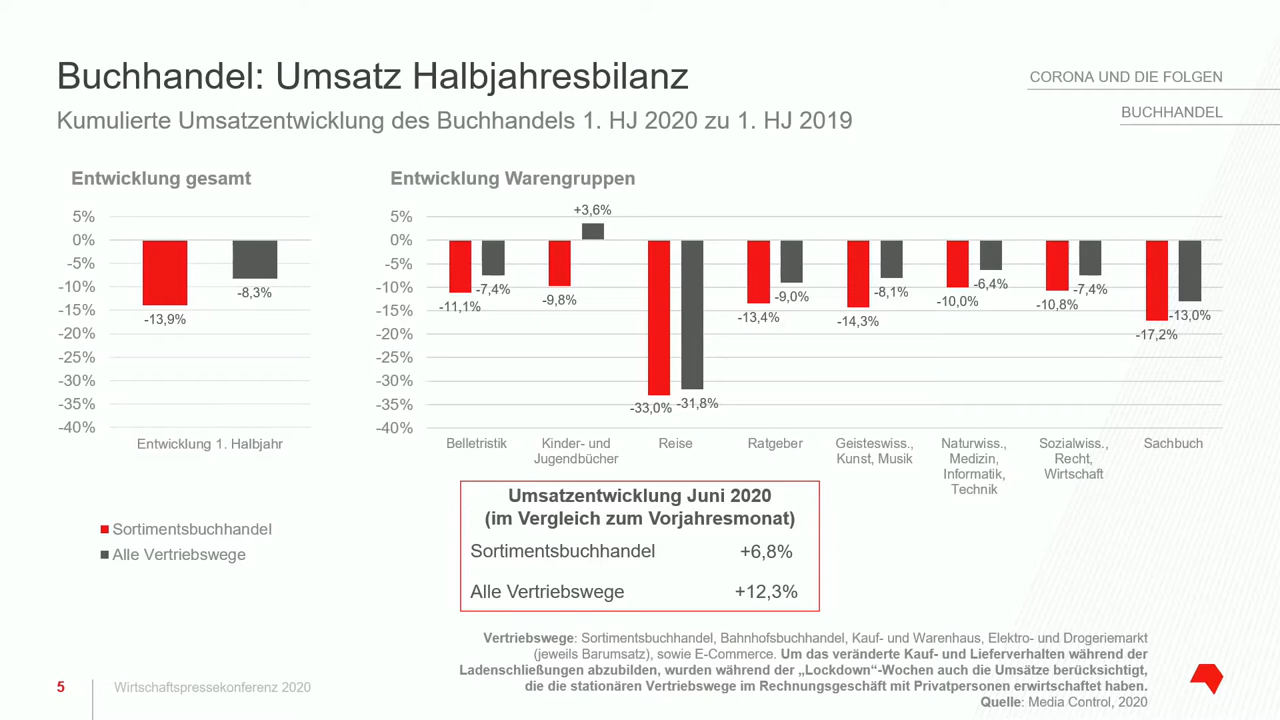 Buchhandel: Umsatz Halbjahresbilanz
Kumulierte Umsatzentwicklung des Buchhandels 1. HJ 2020 zu 1. HJ 2019
CORONA UND DIE FOLGEN
BUCHHANDEL
Entwicklung gesamt
5%
0%
-5%
-10%
-15%
-20%
-25%
-30%
-35%
-40%
-13,9%
-8,3%
Entwicklung 1. Halbjahr
Sortimentsbuchhandel
Alle Vertriebswege
Entwicklung Warengruppen
5%
0%
-5%
-10%
-15%
-20%
-25%
-30%
-35%
-40%
-11,1%
-7,4%
-9,8%
+3,6%
-33,0%
-31,8%
-13,4%
-9,0%
-14,3%
-8,1%
-10,0%
-6,4%
-10,8%
-7,4%
-17,2%
-13,0%
Belletristik
Kinder- und
Jugendbücher
Reise
Ratgeber
Geisteswiss.,
Kunst, Musik
Naturwiss.,
Medizin,
Informatik,
Technik
Sozialwiss.,
Recht,
Wirtschaft
Sachbuch
Umsatzentwicklung Juni 2020
(im Vergleich zum Vorjahresmonat)
Sortimentsbuchhandel +6,8%
Alle Vertriebswege +12,3%
Vertriebswege: Sortimentsbuchhandel, Bahnhofsbuchhandel, Kauf- und Warenhaus, Elektro- und Drogeriemarkt
(jeweils Barumsatz), sowie E-Commerce. Um das veränderte Kauf- und Lieferverhalten während der
Ladenschließungen abzubilden, wurden während der „Lockdown“-Wochen auch die Umsätze berücksichtigt,
die die stationären Vertriebswege im Rechnungsgeschäft mit Privatpersonen erwirtschaftet haben.
Quelle: Media Control, 2020
5
Wirtschaftspressekonferenz 2020